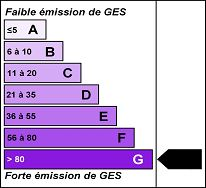 Faible émission de GES
≤5 A
6 à 10 B
11 à 20 C
21 à 35 D
36 à 55 E
56 à 80 F
> 80 G
Forte émission de GES